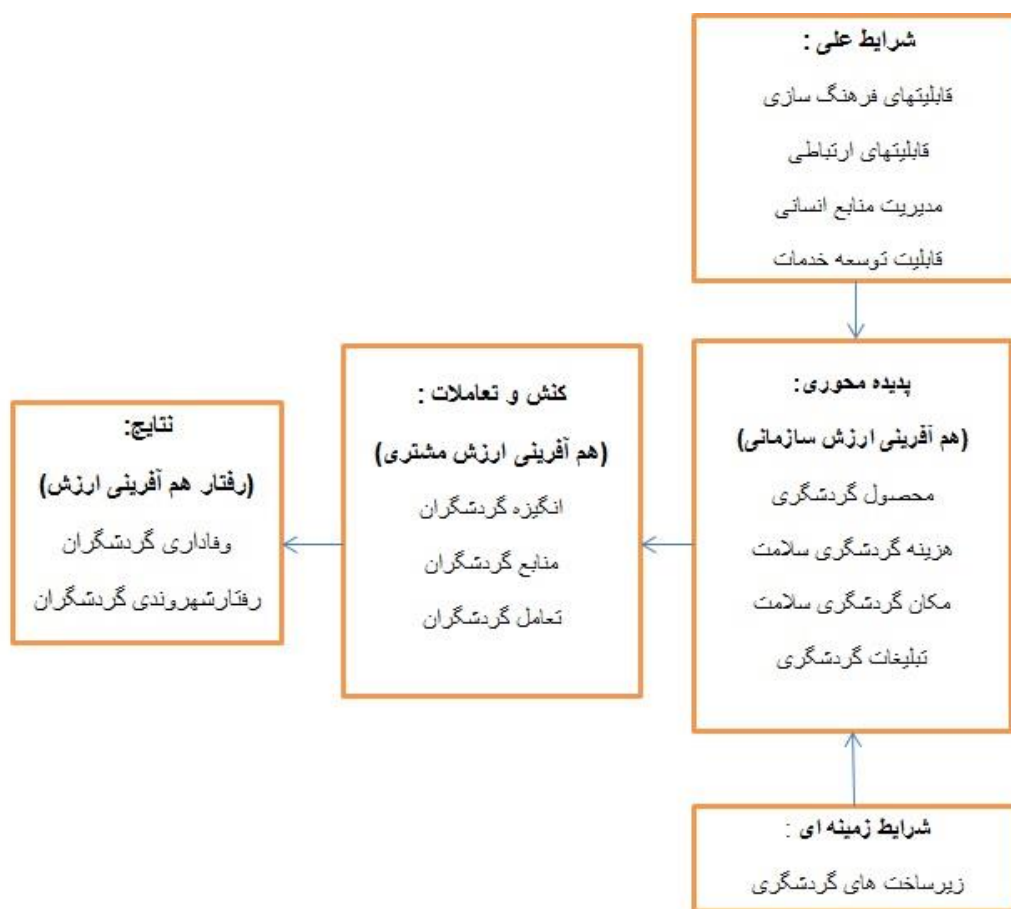 شرایط علی :
قابلیتهای فرهنگ سازی
قابلیتهای ارتباطی
مدیریت منابع انسانی
قابلیت توسعه خدمات
پدیده محوری:
(هم آفرینی ارزش سازمانی)
محصول گردشگری
هزینه گردشگری سلامت
مکان گردشگری سلامت
تبلیغات گردشگری
کنش و تعاملات :
(هم آفرینی ارزش مشتری)
انگیزه گردشگران
منابع گردشگران
تعامل گردشگران
نتایج:
(رفتار هم آفرینی ارزش)
وفاداری گردشگران
رفتارشهروندی گردشگران
شرایط زمینه ای :
زیرساخت های گردشگری